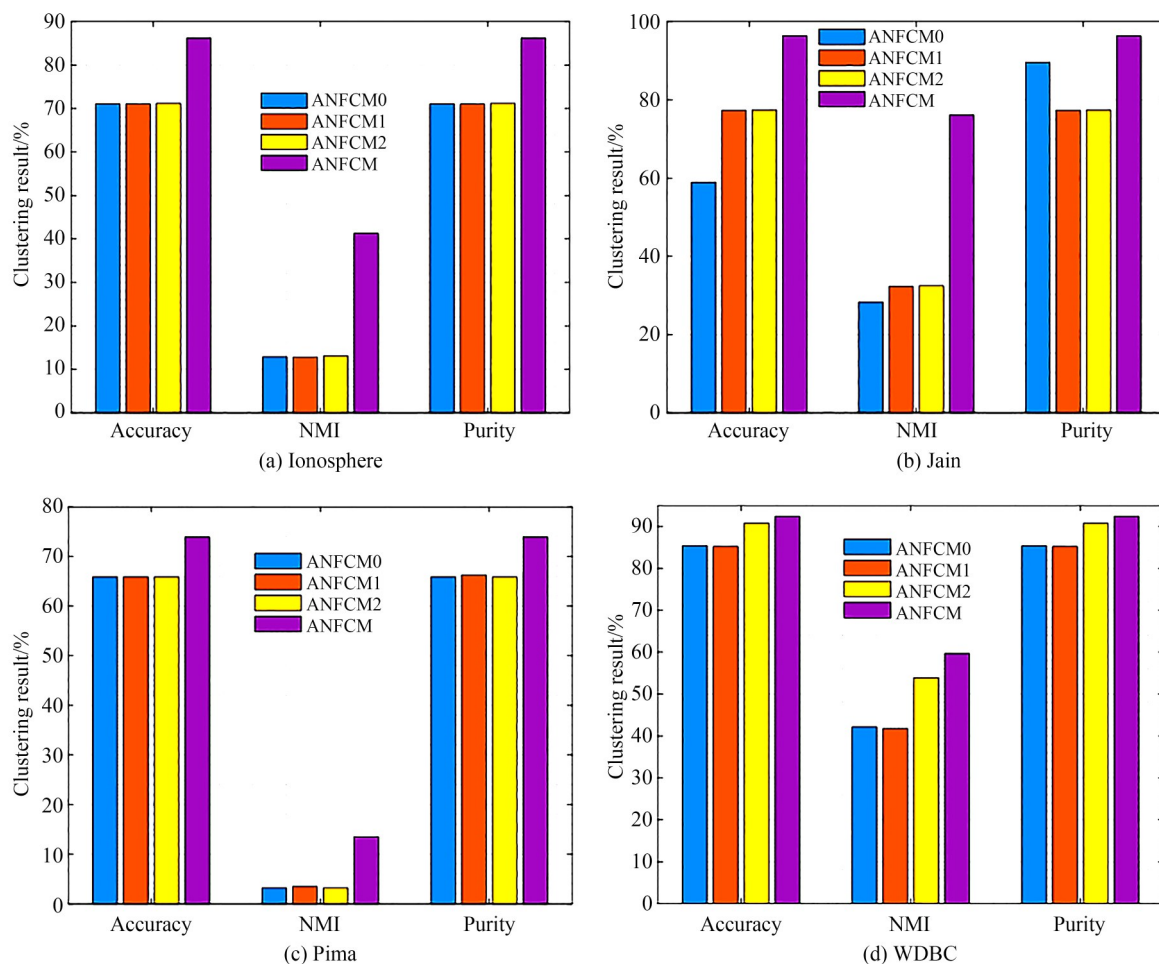 90
80
70
60
50
40
30
20
10
0
Clustering result/%
ANFCM0
ANFCM1
ANFCM2
ANFCM
Accuracy NMI Purity
(a) Ionosphere
100
80
60
40
20
0
Clustering result/%
ANFCM0
ANFCM1
ANFCM2
ANFCM
Accuracy NMI Purity
(b) Jain
80
70
60
50
40
30
20
10
0
Clustering result/%
ANFCM0
ANFCM1
ANFCM2
ANFCM
Accuracy NMI Purity
(c) Pima
90
80
90
60
50
40
30
20
10
0
Clustering result/%
ANFCM0
ANFCM1
ANFCM2
ANFCM
Accuracy NMI Purity
(d) WDBC